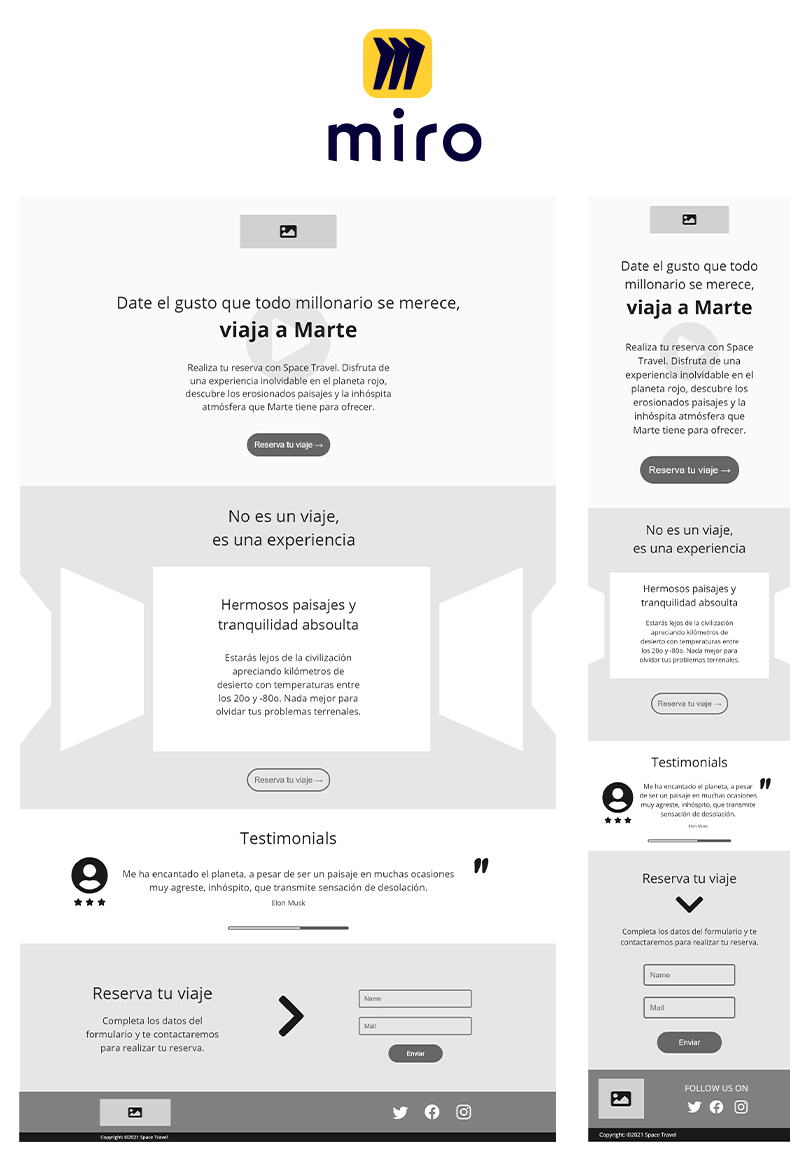 miro
Date el gusto que todo millonario se merece,
viaja a Marte
Realiza tu reserva con Space Travel. Disfruta de
una experiencia inolvidable en el planeta rojo,
descubre los erosionados paisajes y la inhóspita
atmósfera que Marte tiene para ofrecer.
Reserva tu viaje →
No es un viaje,
es una experiencia
Hermosos paisajes y
tranquilidad absoulta
Estarás lejos de la civilización
apreciando kilómetros de
desierto con temperaturas entre
los 20o y -80o. Nada mejor para
olvidar tus problemas terrenales.
Reserva tu viaje →
Testimonials
Me ha encantado el planeta, a pesar de ser un paisaje en muchas ocasiones
muy agreste, inhóspito, que transmite sensación de desolación.
"
Elon Musk
Reserva tu viaje
Completa los datos del
formulario y te contactaremos
para realizar tu reserva.
Name
Mail
Enviar
Copyright: ©2021 Space Travel
Date el gusto que todo
millonario se merece,
viaja a Marte
Realiza tu reserva con Space
Travel. Disfruta de una
experiencia inolvidable en el
planeta rojo, descubre los
erosionados paisajes y la
inhóspita atmósfera que
Marte tiene para ofrecer.
Reserva tu viaje →
No es un viaje,
es una experiencia
Hermosos paisajes y
tranquilidad absoulta
Estarás lejos de la civilización
apreciando kilómetros de
desierto con temperaturas entre
los 20o y -80o. Nada mejor para
olvidar tus problemas terrenales.
Reserva tu viaje →
Testimonials
Me ha encantado el planeta, a pesar
de ser un paisaje en muchas ocasiones
muy agreste, inhóspito, que transmite
sensación de desolación.
"
Elon Musk
Reserva tu viaje
Completa los datos del formulario y te
contactaremos para realizar tu reserva.
Name
Mail
Enviar
FOLLOW US ON
Copyright: ©2021 Space Travel